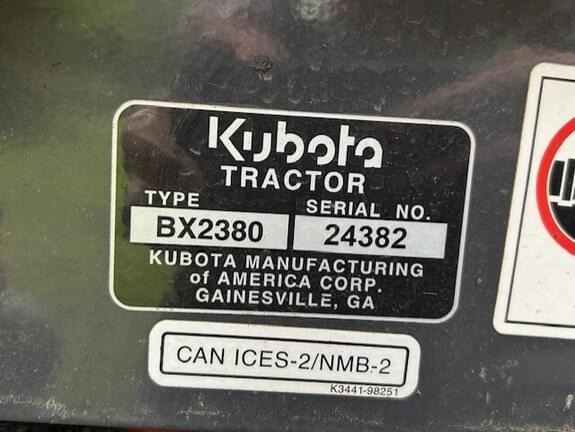 Kubota
TRACTOR
TYPE SERIAL NO.
BX2380 24382
KUBOTA MANUFACTURING
of AMERICA CORP.
GAINESVILLE, GA
CAN ICES-2/NMB-2
K3441-98251